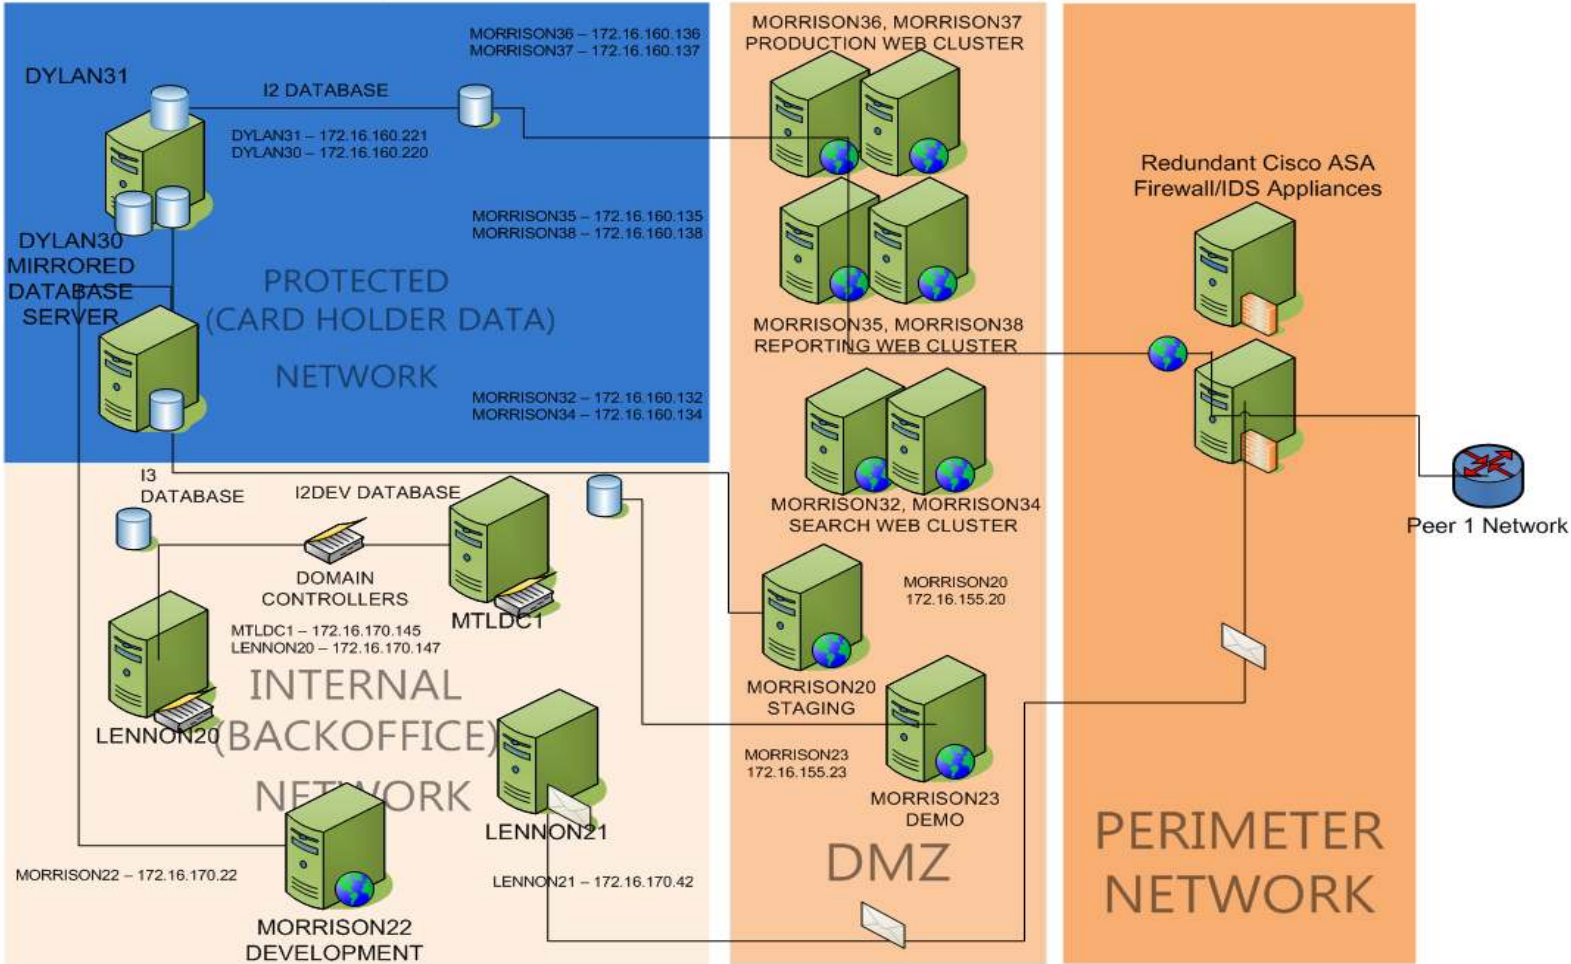 DYLAN31
I2 DATABASE
DYLAN31 – 172.16.160.221
DYLAN30 – 172.16.160.220
MORRISON36 – 172.16.160.136
MORRISON37 – 172.16.160.137
MORRISON35 – 172.16.160.135
MORRISON38 – 172.16.160.138
DYLAN30
MIRRORED
DATABASE
SERVER
PROTECTED
(CARD HOLDER DATA)
NETWORK
MORRISON32 – 172.16.160.132
MORRISON34 – 172.16.160.134
I3
DATABASE
I2DEV DATABASE
DOMAIN
CONTROLLERS
MTLDC1
MTLDC1 – 172.16.170.145
LENNON20 – 172.16.170.147
LENNON20
INTERNAL
(BACKOFFICE)
NETWORK
LENNON21
MORRISON22 – 172.16.170.22
LENNON21 – 172.16.170.42
MORRISON22
DEVELOPMENT
MORRISON36, MORRISON37
PRODUCTION WEB CLUSTER
MORRISON35, MORRISON38
REPORTING WEB CLUSTER
MORRISON32, MORRISON34
SEARCH WEB CLUSTER
MORRISON20
172.16.155.20
MORRISON20
STAGING
MORRISON23
172.16.155.23
MORRISON23
DEMO
DMZ
Redundant Cisco ASA
Firewall/IDS Appliances
PERIMETER
NETWORK
Peer 1 Network